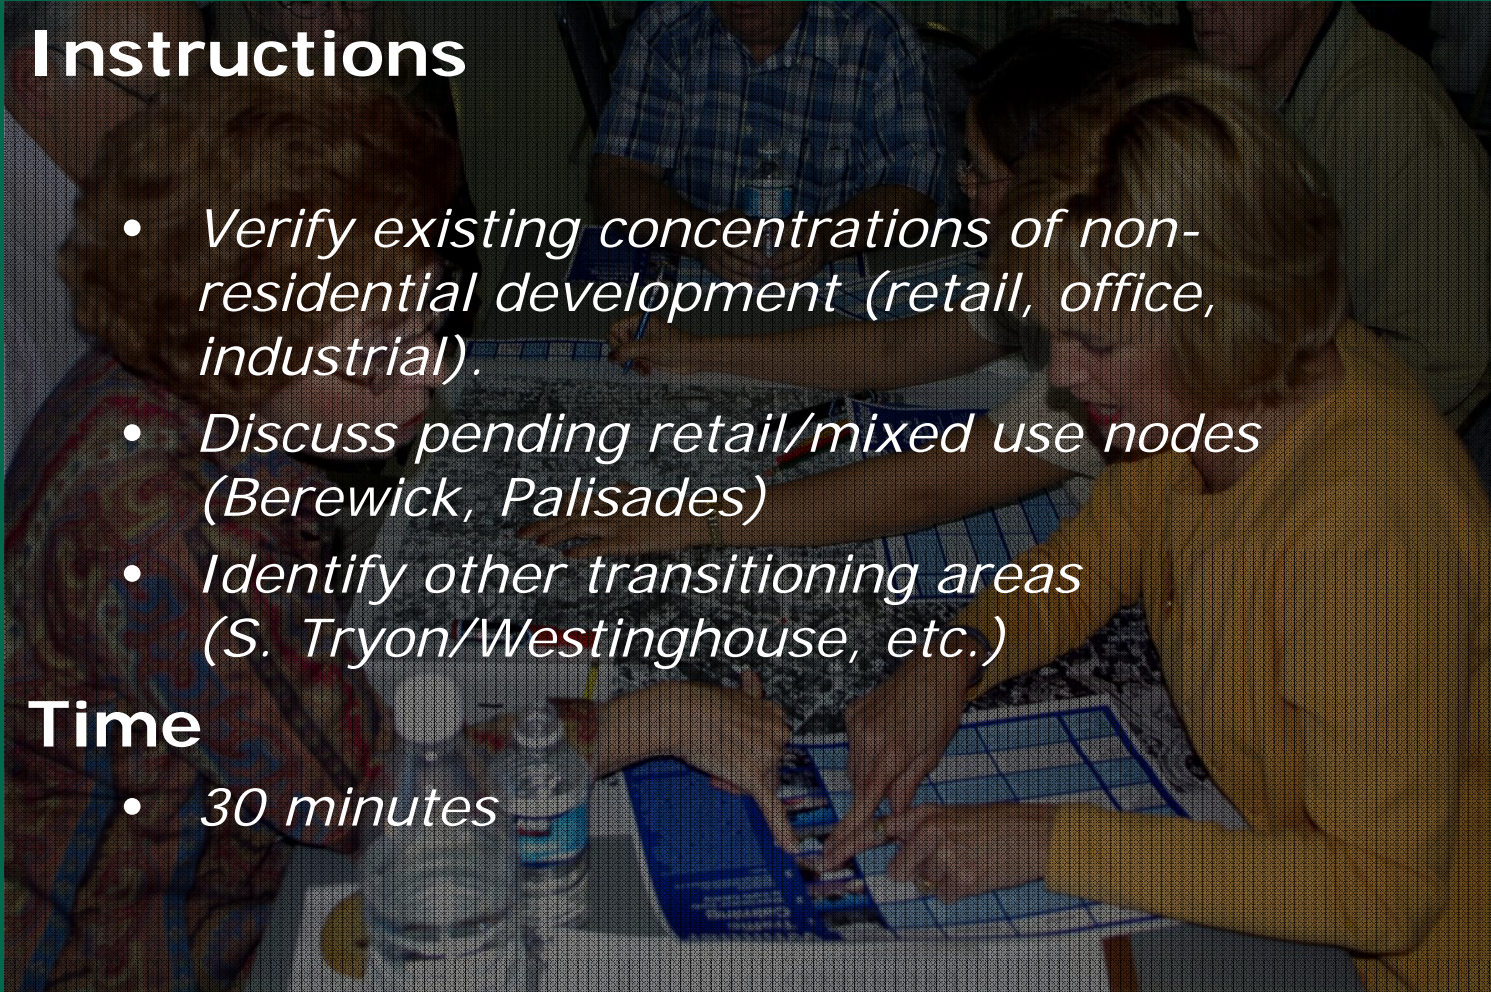 Instructions
• Verify existing concentrations of non-
residential development (retail, office,
industrial).
• Discuss pending retail/mixed use nodes
(Berewick, Palisades)
• Identify other transitioning areas
(S. Tryon/Westinghouse, etc.)
Time
• 30 minutes